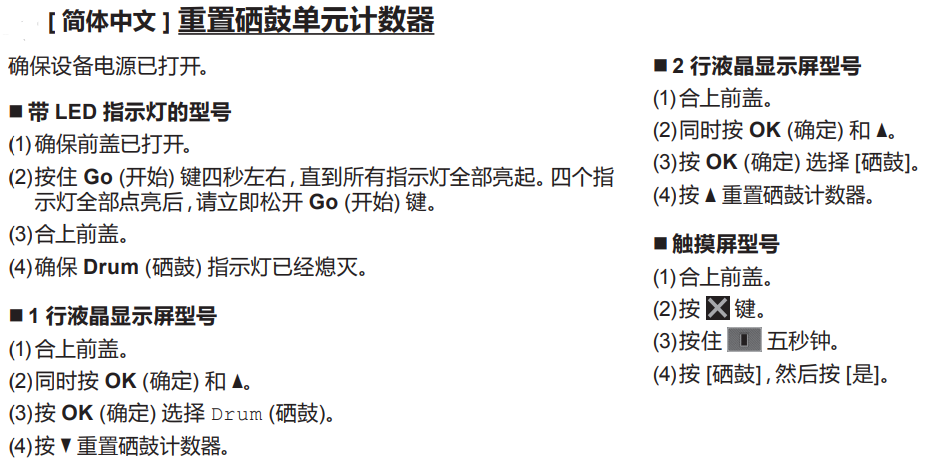 [ 简体中文 ] 重置硒鼓单元计数器
确保设备电源已打开。
■ 带 LED 指示灯的型号
(1) 确保前盖已打开。
(2) 按住 Go (开始) 键四秒左右，直到所有指示灯全部亮起。四个指
示灯全部点亮后，请立即松开 Go (开始) 键。
(3) 合上前盖。
(4) 确保 Drum (硒鼓) 指示灯已经熄灭。
■ 1 行液晶显示屏型号
(1) 合上前盖。
(2) 同时按 OK (确定) 和 ▲。
(3) 按 OK (确定) 选择 Drum (硒鼓)。
(4) 按 ▼ 重置硒鼓计数器。
■ 2 行液晶显示屏型号
(1) 合上前盖。
(2) 同时按 OK (确定) 和 ▲。
(3) 按 OK (确定) 选择 [硒鼓]。
(4) 按 ▲ 重置硒鼓计数器。
■ 触摸屏型号
(1) 合上前盖。
(2) 按 ✕ 键。
(3) 按住 ▮ 五秒钟。
(4) 按 [硒鼓]，然后按 [是]。